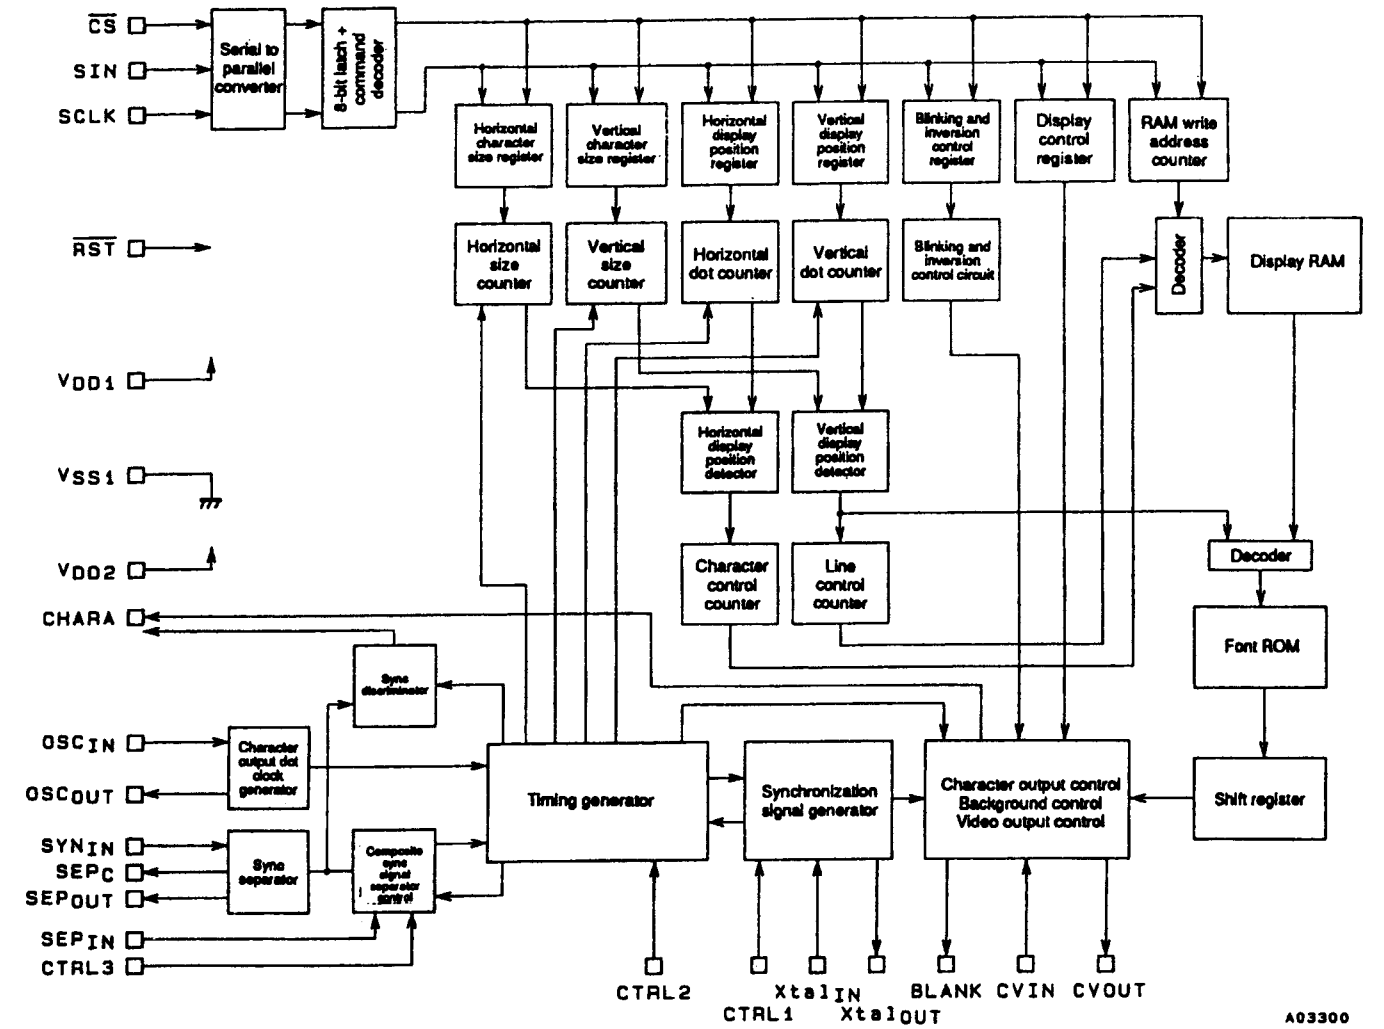 CS
SIN
SCLK
Serial to
parallel
converter
8-bit latch +
command
decoder
Horizontal
character
size register
Vertical
character
size register
Horizontal
display
position
register
Vertical
display
position
register
Blinking and
inversion
control
register
Display
control
register
RAM write
address
counter
RST
Horizontal
size
counter
Vertical
size
counter
Horizontal
dot counter
Vertical
dot counter
Blinking and
inversion
control circuit
Decoder
Display RAM
VDD1
VSS1
VDD2
CHARA
Horizontal
display
position
detector
Vertical
display
position
detector
Character
control
counter
Line
control
counter
Decoder
Font ROM
Sync
discriminator
OSCIN
OSCOUT
Character
output dot
clock
generator
Timing generator
Synchronization
signal generator
Character output control
Background control
Video output control
Shift register
SYNIN
SEPC
SEPOUT
SEPIN
CTRL3
Sync
separator
Composite
sync
signal
separator
control
CTRL2
CTRL1
XtalIN
XtalOUT
BLANK
CVIN
CVOUT
A03300